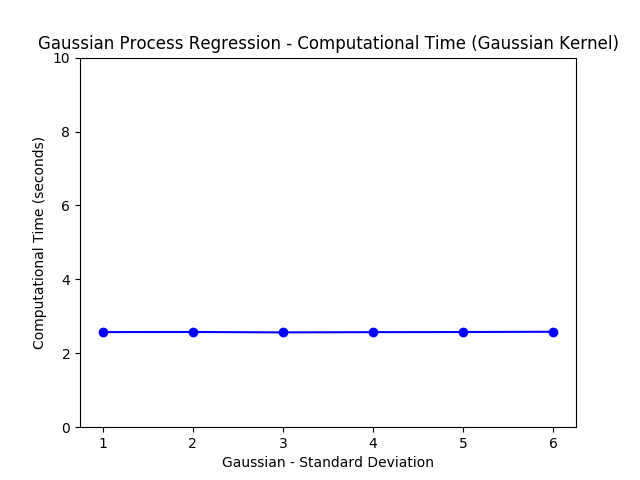 Gaussian Process Regression - Computational Time (Gaussian Kernel)
10
8
6
4
2
0
Computational Time (seconds)
1 2 3 4 5 6
Gaussian - Standard Deviation